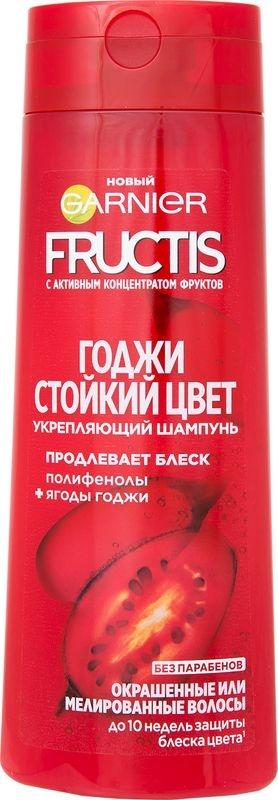 НОВЫЙ
GARNIER
FRUCTIS
С АКТИВНЫМ КОНЦЕНТРАТОМ ФРУКТОВ
ГОДЖИ
СТОЙКИЙ ЦВЕТ
УКРЕПЛЯЮЩИЙ ШАМПУНЬ
ПРОДЛЕВАЕТ БЛЕСК
ПОЛИФЕНОЛЫ
+ ЯГОДЫ ГОДЖИ
БЕЗ ПАРАБЕНОВ
ОКРАШЕННЫЕ ИЛИ
МЕЛИРОВАННЫЕ ВОЛОСЫ
ДО 10 НЕДЕЛЬ ЗАЩИТЫ
БЛЕСКА ЦВЕТА¹